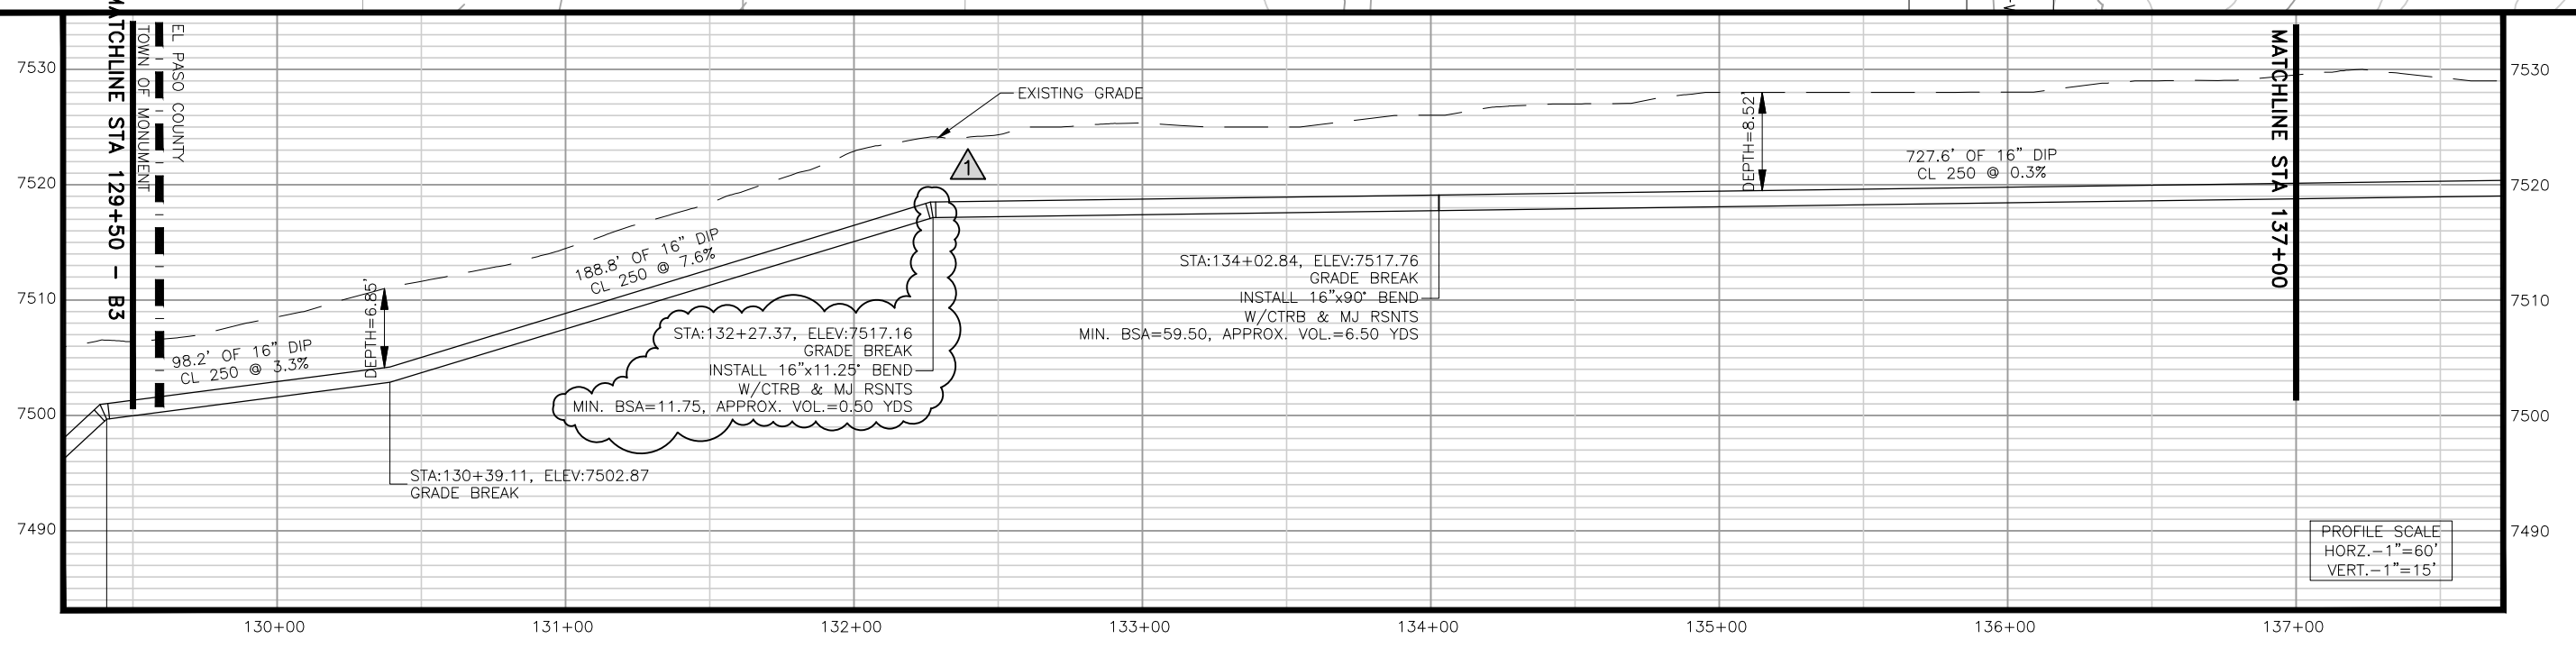 MATCHLINE STA 129+50 - B3
TOWN OF MONUMENT
EL PASO COUNTY
7530
7520
7510
7500
7490
98.2' OF 16" DIP
CL 250 @ 3.3%
DEPTH=6.85'
STA:130+39.11, ELEV:7502.87
GRADE BREAK
188.8' OF 16" DIP
CL 250 @ 7.6%
EXISTING GRADE
1
STA:132+27.37, ELEV:7517.16
GRADE BREAK
INSTALL 16"x11.25° BEND
W/CTRB & MJ RSNTS
MIN. BSA=11.75, APPROX. VOL.=0.50 YDS
STA:134+02.84, ELEV:7517.76
GRADE BREAK
INSTALL 16"x90° BEND
W/CTRB & MJ RSNTS
MIN. BSA=59.50, APPROX. VOL.=6.50 YDS
DEPTH=8.52'
727.6' OF 16" DIP
CL 250 @ 0.3%
MATCHLINE STA 137+00
7530
7520
7510
7500
7490
PROFILE SCALE
HORZ.-1"=60'
VERT.-1"=15'
130+00
131+00
132+00
133+00
134+00
135+00
136+00
137+00